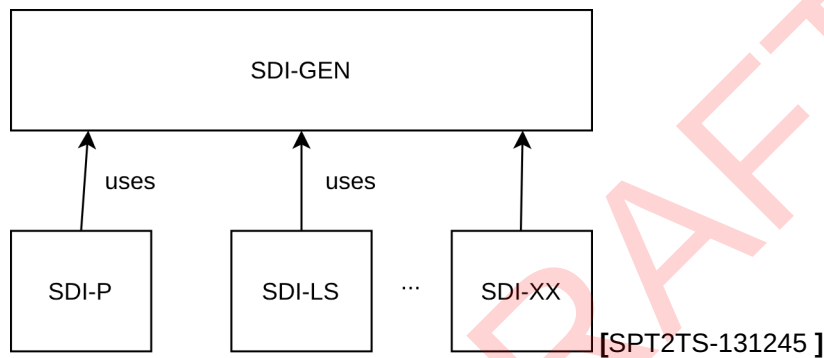 SDI-GEN
uses uses
SDI-P SDI-LS ... SDI-XX
[SPT2TS-131245 ]
DRAFT